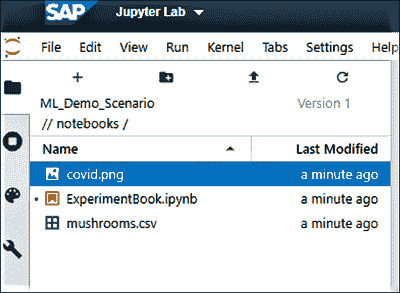 SAP Jupyter Lab
File Edit View Run Kernel Tabs Settings Help
ML_Demo_Scenario Version 1
// notebooks /
Name Last Modified
covid.png a minute ago
ExperimentBook.ipynb a minute ago
mushrooms.csv a minute ago